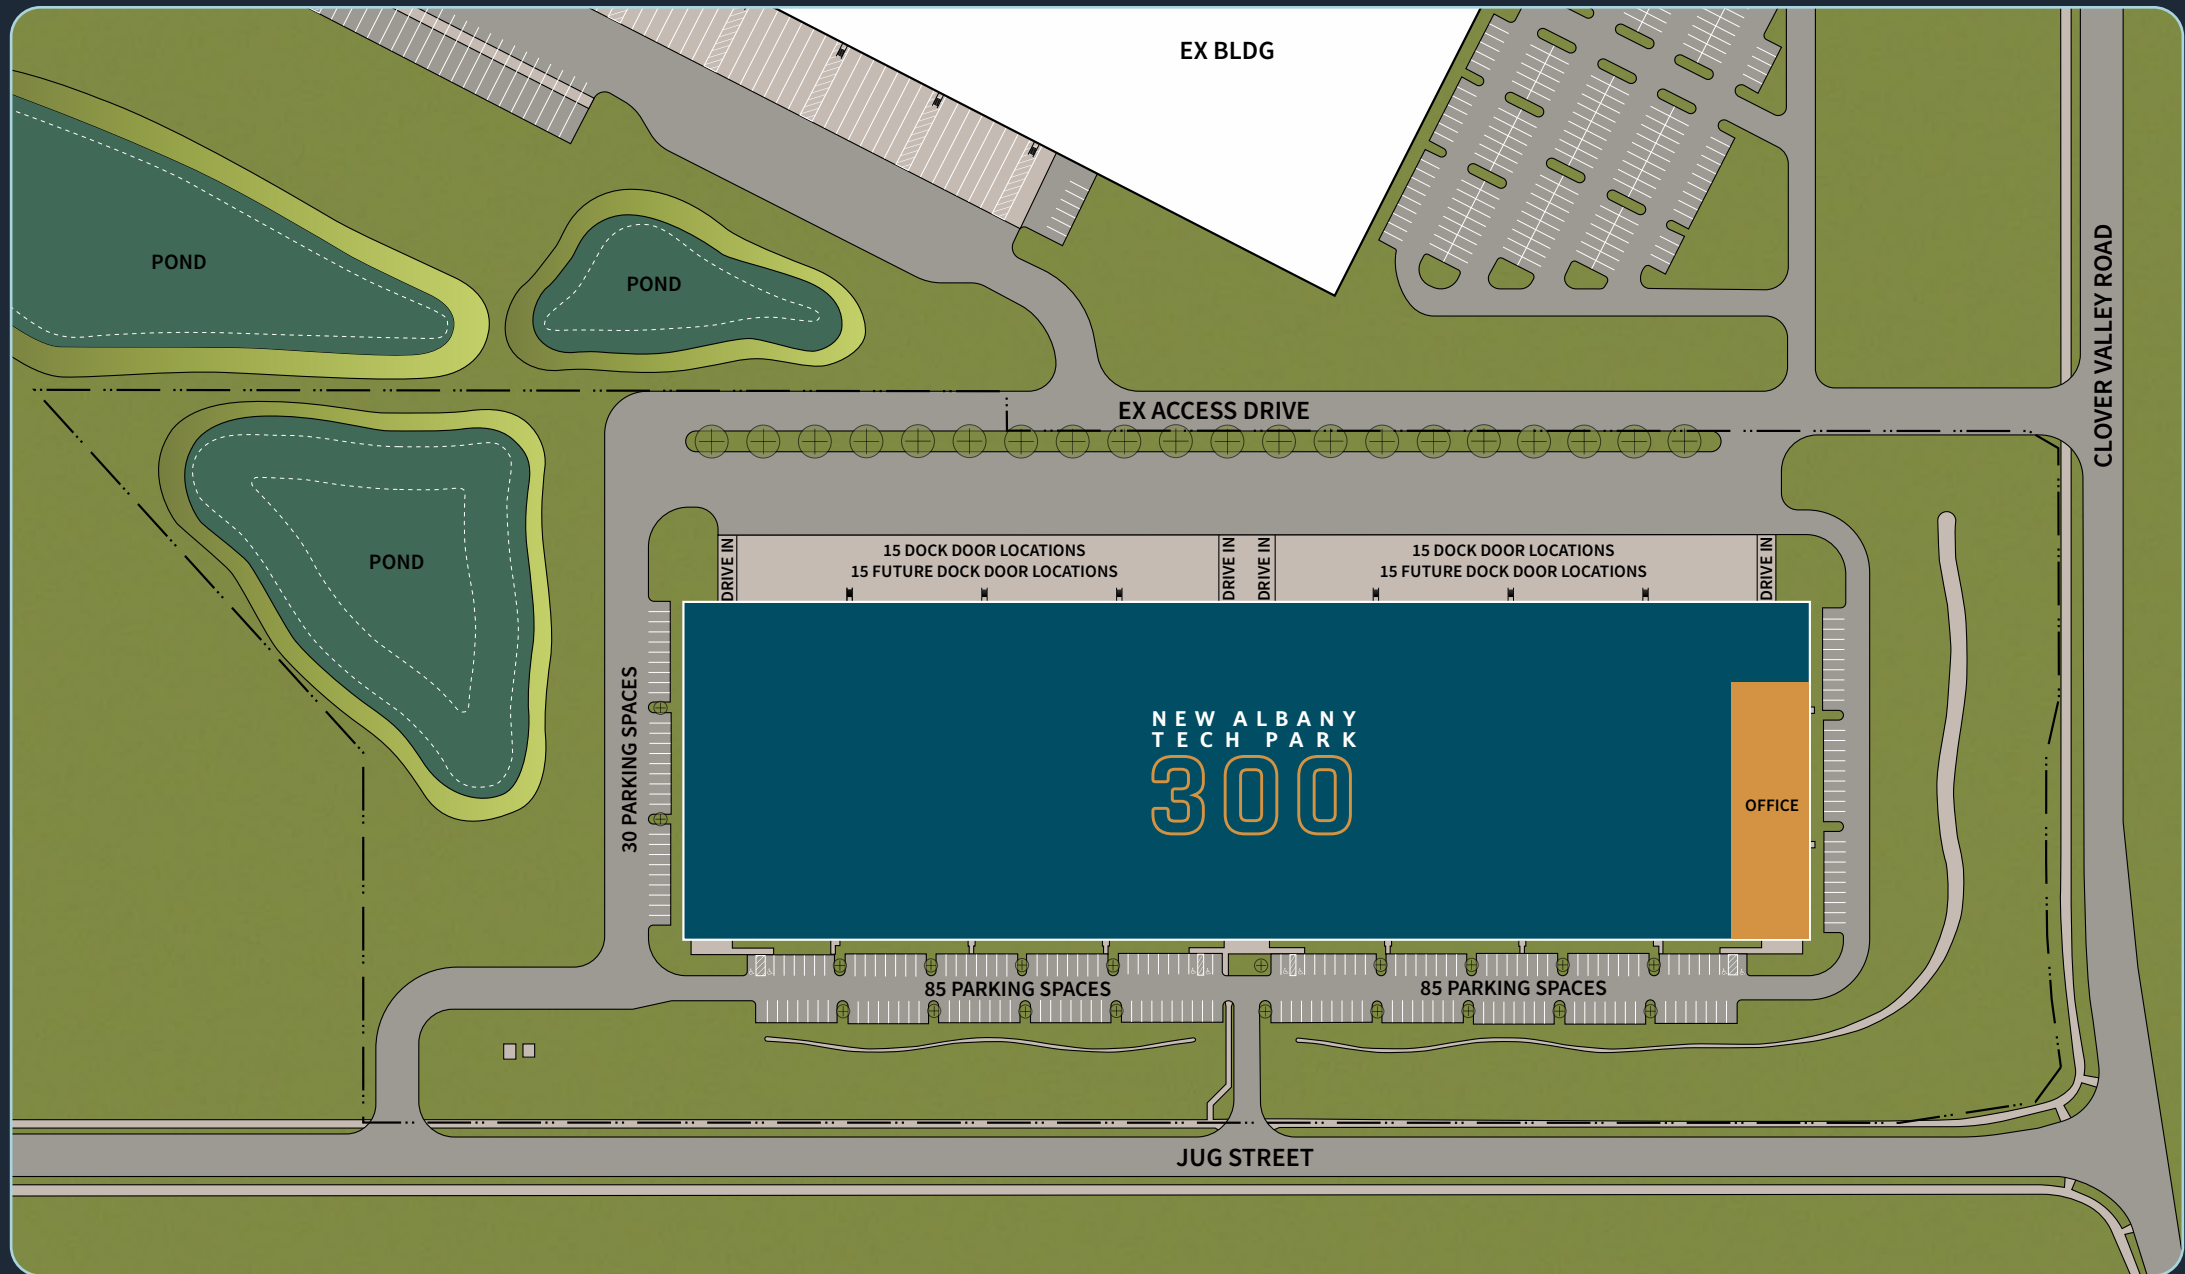 EX BLDG
POND
POND
CLOVER VALLEY ROAD
EX ACCESS DRIVE
DRIVE IN
15 DOCK DOOR LOCATIONS
15 FUTURE DOCK DOOR LOCATIONS
DRIVE IN
DRIVE IN
15 DOCK DOOR LOCATIONS
15 FUTURE DOCK DOOR LOCATIONS
DRIVE IN
POND
30 PARKING SPACES
NEW ALBANY
TECH PARK
300
OFFICE
85 PARKING SPACES
85 PARKING SPACES
JUG STREET